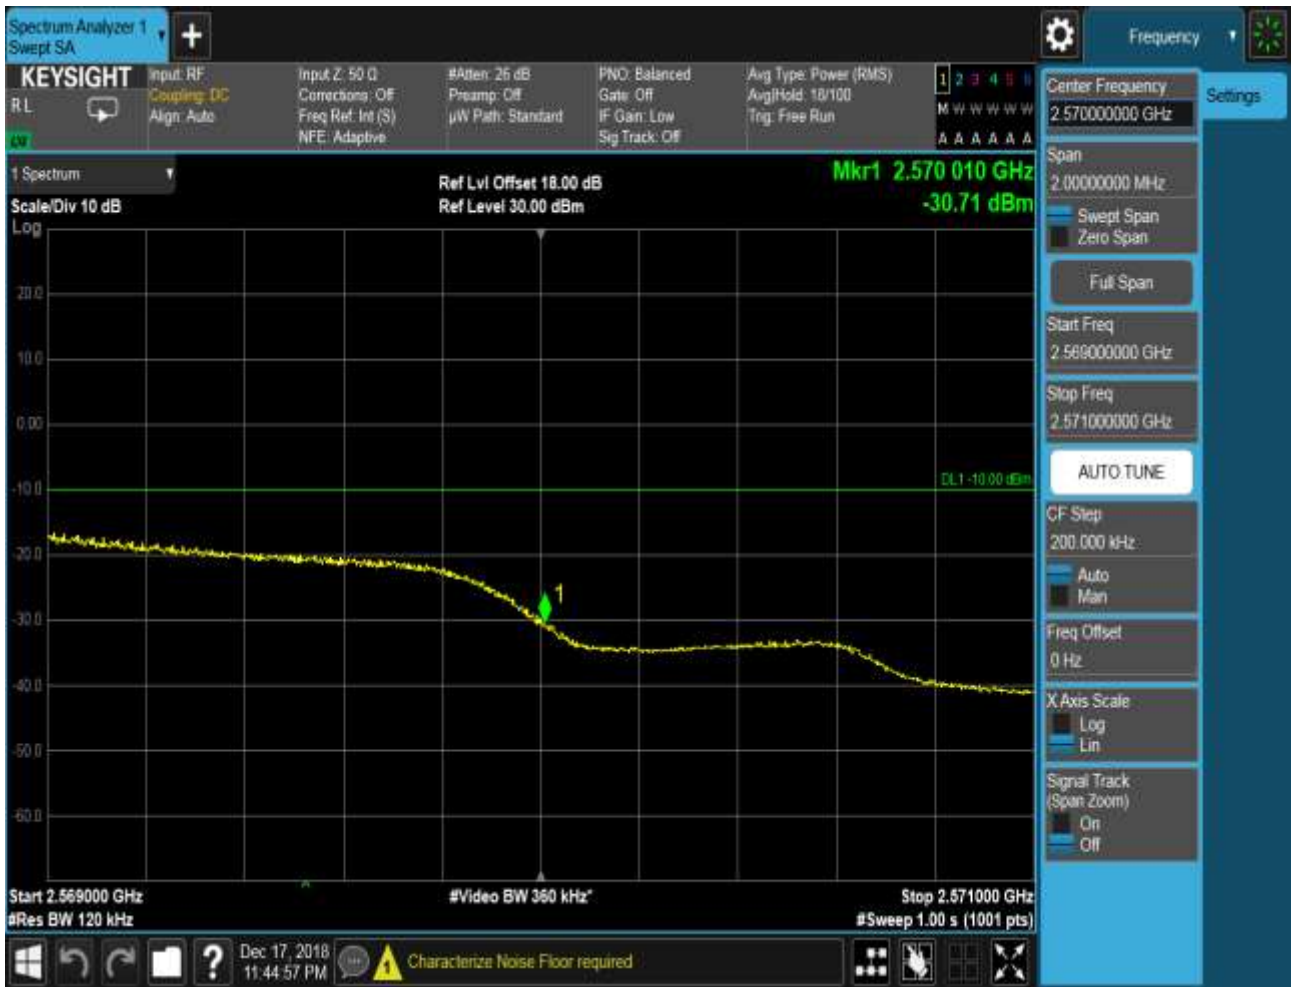 Spectrum Analyzer 1
Swept SA
+
Frequency
KEYSIGHT
RL
LXI
Input: RF
Coupling: DC
Align: Auto
Input Z: 50 Ω
Corrections: Off
Freq Ref: Int (S)
NFE: Adaptive
#Atten: 26 dB
Preamp: Off
µW Path: Standard
PNO: Balanced
Gate: Off
IF Gain: Low
Sig Track: Off
Avg Type: Power (RMS)
Avg|Hold: 18/100
Trig: Free Run
1 2 3 4 5 6
M W W W W W
A A A A A A
1 Spectrum
Scale/Div 10 dB
Log
Ref Lvl Offset 18.00 dB
Ref Level 30.00 dBm
Mkr1 2.570 010 GHz
-30.71 dBm
20.0
10.0
0.00
-10.0
-20.0
-30.0
-40.0
-50.0
-60.0
DL1 -10.00 dBm
1
Start 2.569000 GHz
#Res BW 120 kHz
#Video BW 360 kHz*
Stop 2.571000 GHz
#Sweep 1.00 s (1001 pts)
Center Frequency
2.570000000 GHz
Settings
Span
2.00000000 MHz
Swept Span
Zero Span
Full Span
Start Freq
2.569000000 GHz
Stop Freq
2.571000000 GHz
AUTO TUNE
CF Step
200.000 kHz
Auto
Man
Freq Offset
0 Hz
X Axis Scale
Log
Lin
Signal Track
(Span Zoom)
On
Off
?
Dec 17, 2018
11:44:57 PM
1
Characterize Noise Floor required